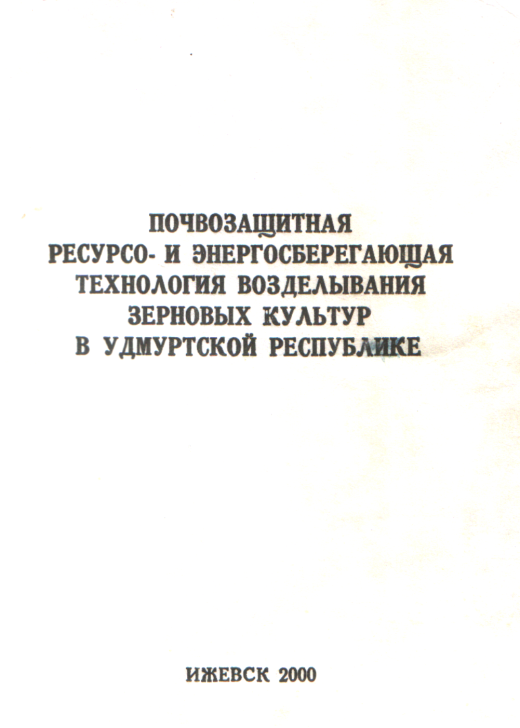 ПОЧВОЗАЩИТНАЯ
РЕСУРСО- И ЭНЕРГОСБЕРЕГАЮЩАЯ
ТЕХНОЛОГИЯ ВОЗДЕЛЫВАНИЯ
ЗЕРНОВЫХ КУЛЬТУР
В УДМУРТСКОЙ РЕСПУБЛИКЕ
ИЖЕВСК 2000